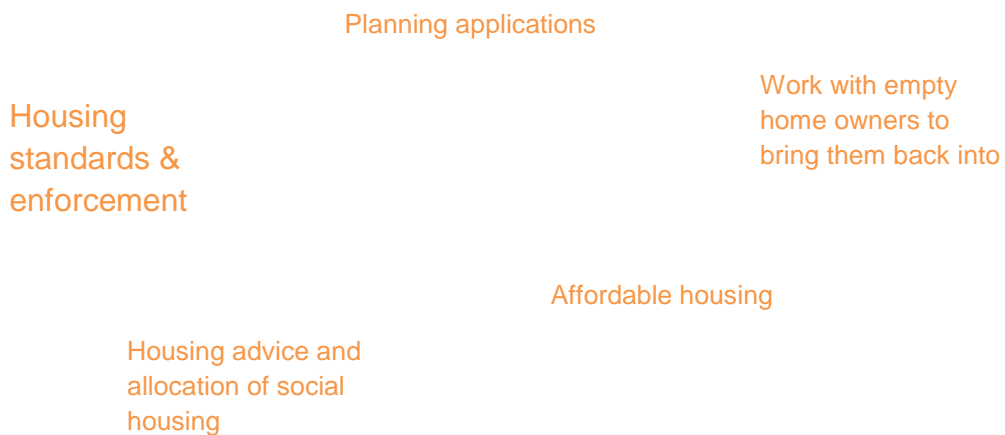 Planning applications
Work with empty
home owners to
bring them back into
Housing
standards &
enforcement
Affordable housing
Housing advice and
allocation of social
housing